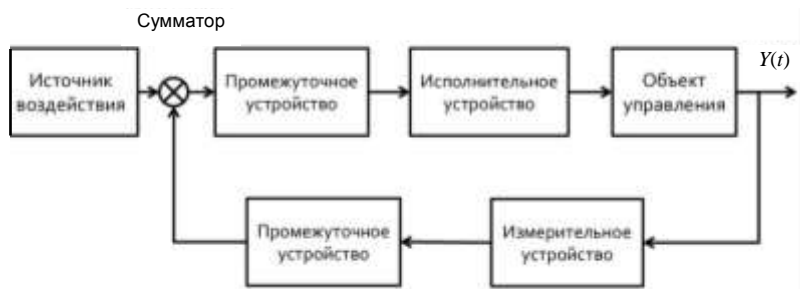 Сумматор
Источник
воздействия
Промежуточное
устройство
Исполнительное
устройство
Объект
управления
Y(t)
Промежуточное
устройство
Измерительное
устройство